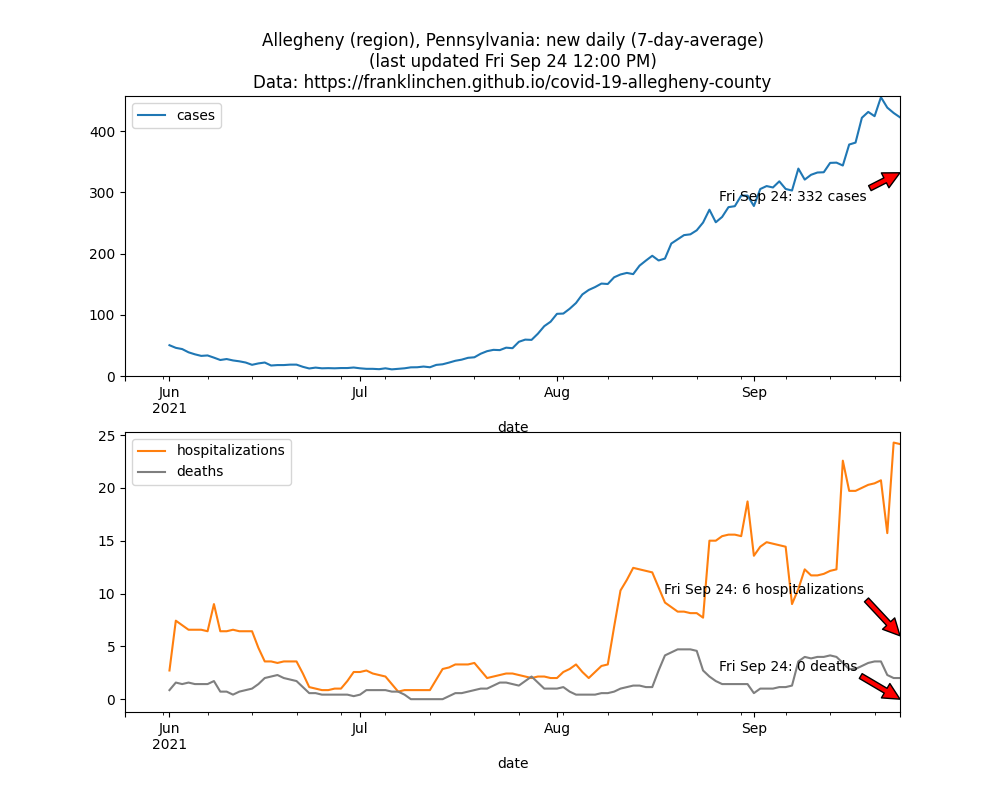 Allegheny (region), Pennsylvania: new daily (7-day-average)
(last updated Fri Sep 24 12:00 PM)
Data: https://franklinchen.github.io/covid-19-allegheny-county
cases
400
300
200
100
0
Fri Sep 24: 332 cases
Jun
2021
Jul
Aug
Sep
date
hospitalizations
deaths
25
20
15
10
5
0
Fri Sep 24: 6 hospitalizations
Fri Sep 24: 0 deaths
Jun
2021
Jul
Aug
Sep
date